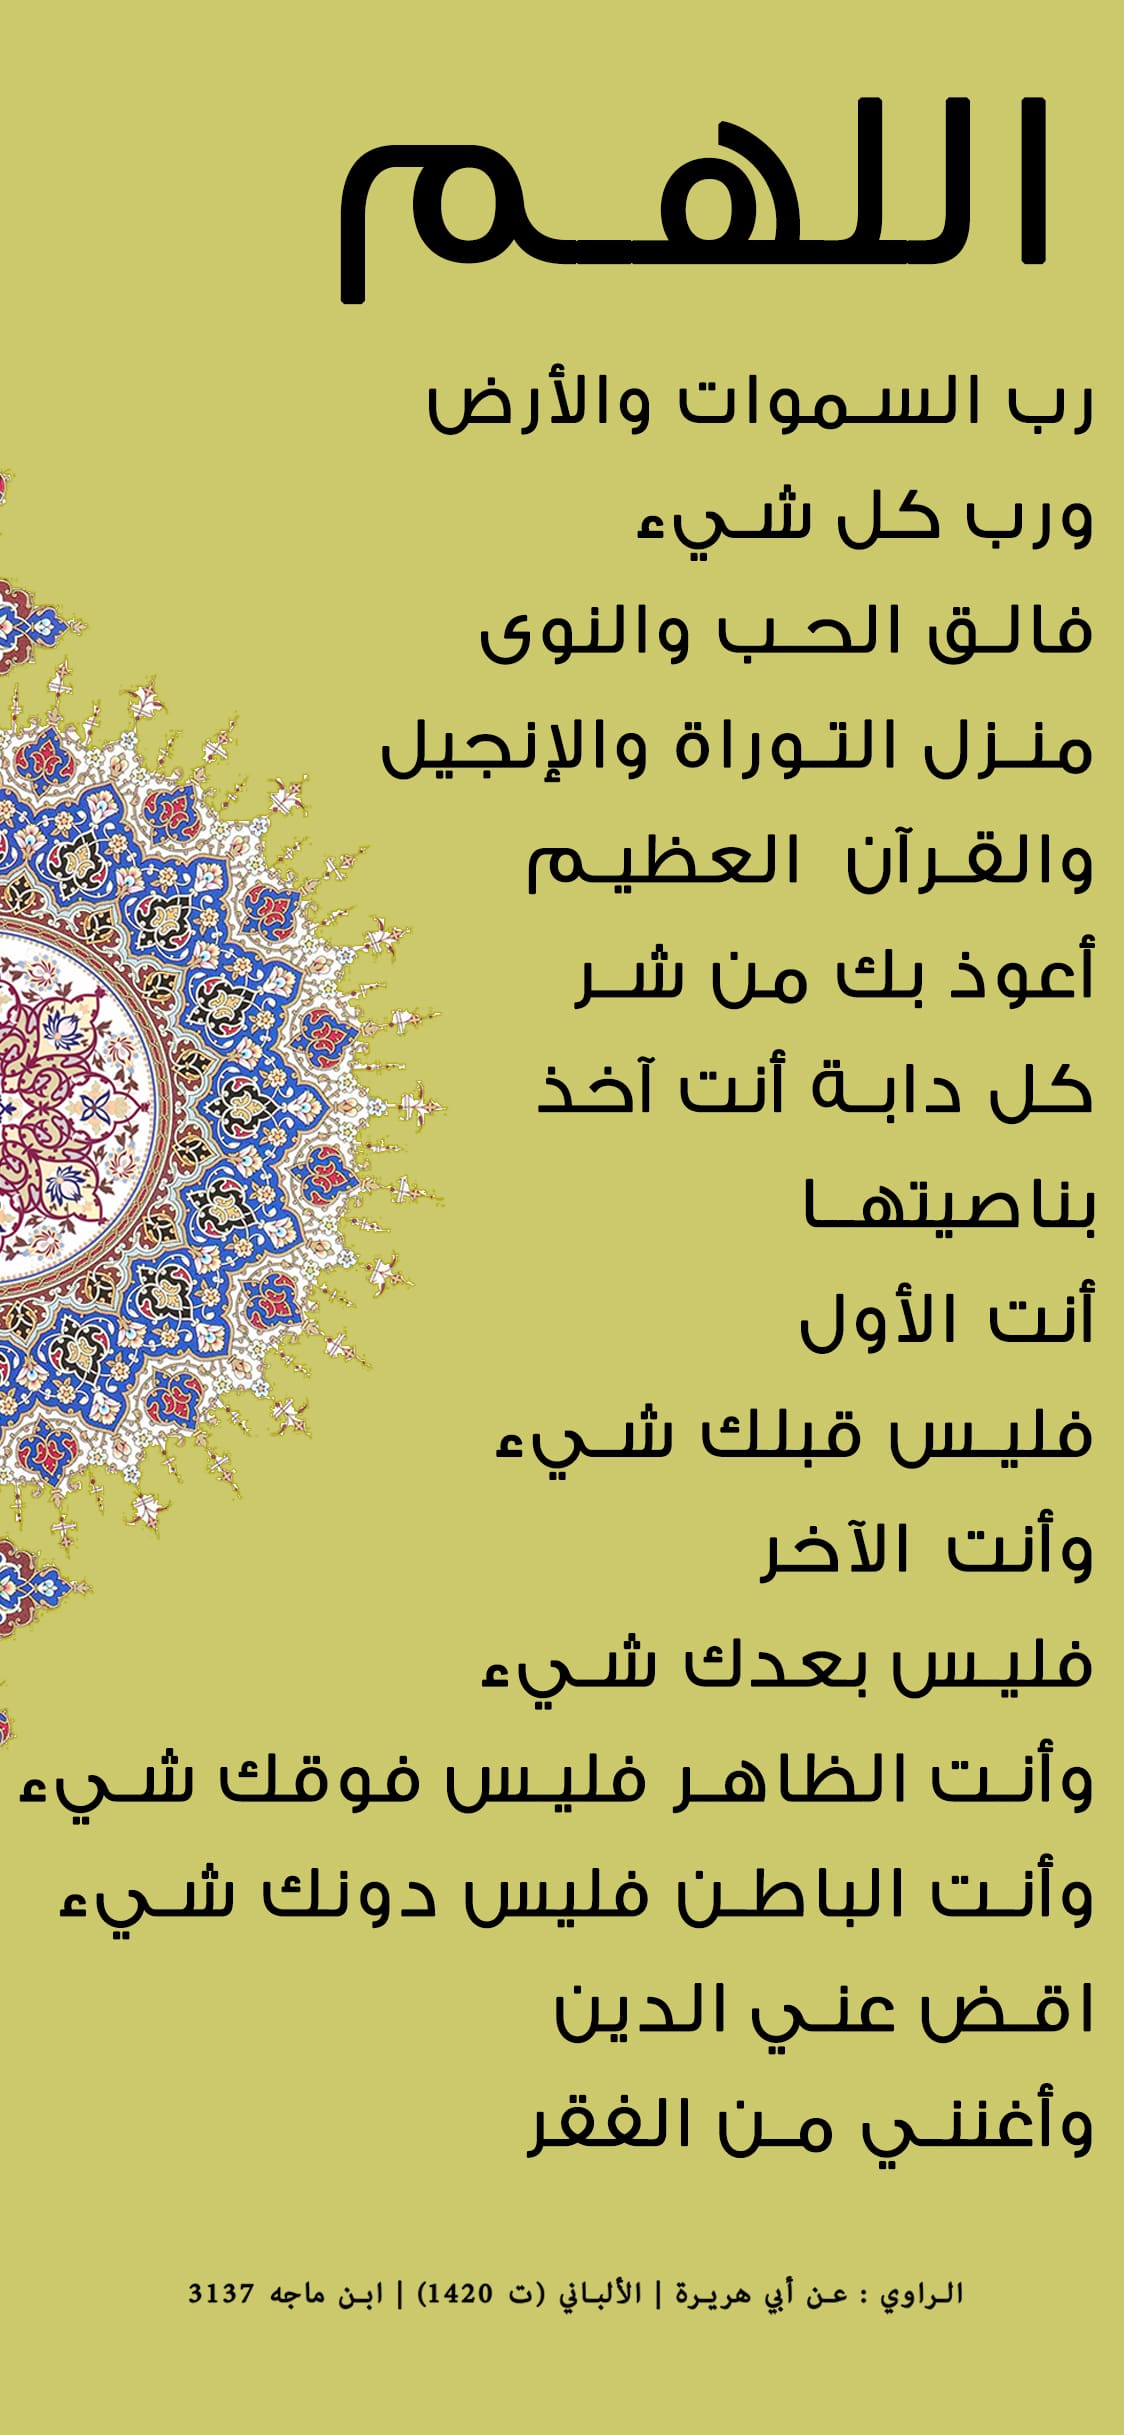 اللهم
رب السموات والأرض
ورب كل شيء
فالق الحب والنوى
منزل التوراة والإنجيل
والقرآن العظيم
أعوذ بك من شر
كل دابة أنت آخذ
بناصيتها
أنت الأول
فليس قبلك شيء
وأنت الآخر
فليس بعدك شيء
وأنت الظاهر فليس فوقك شيء
وأنت الباطن فليس دونك شيء
اقض عني الدين
وأغنني من الفقر
الراوي : عن أبي هريرة | الألباني (ت 1420) | ابن ماجه 3137